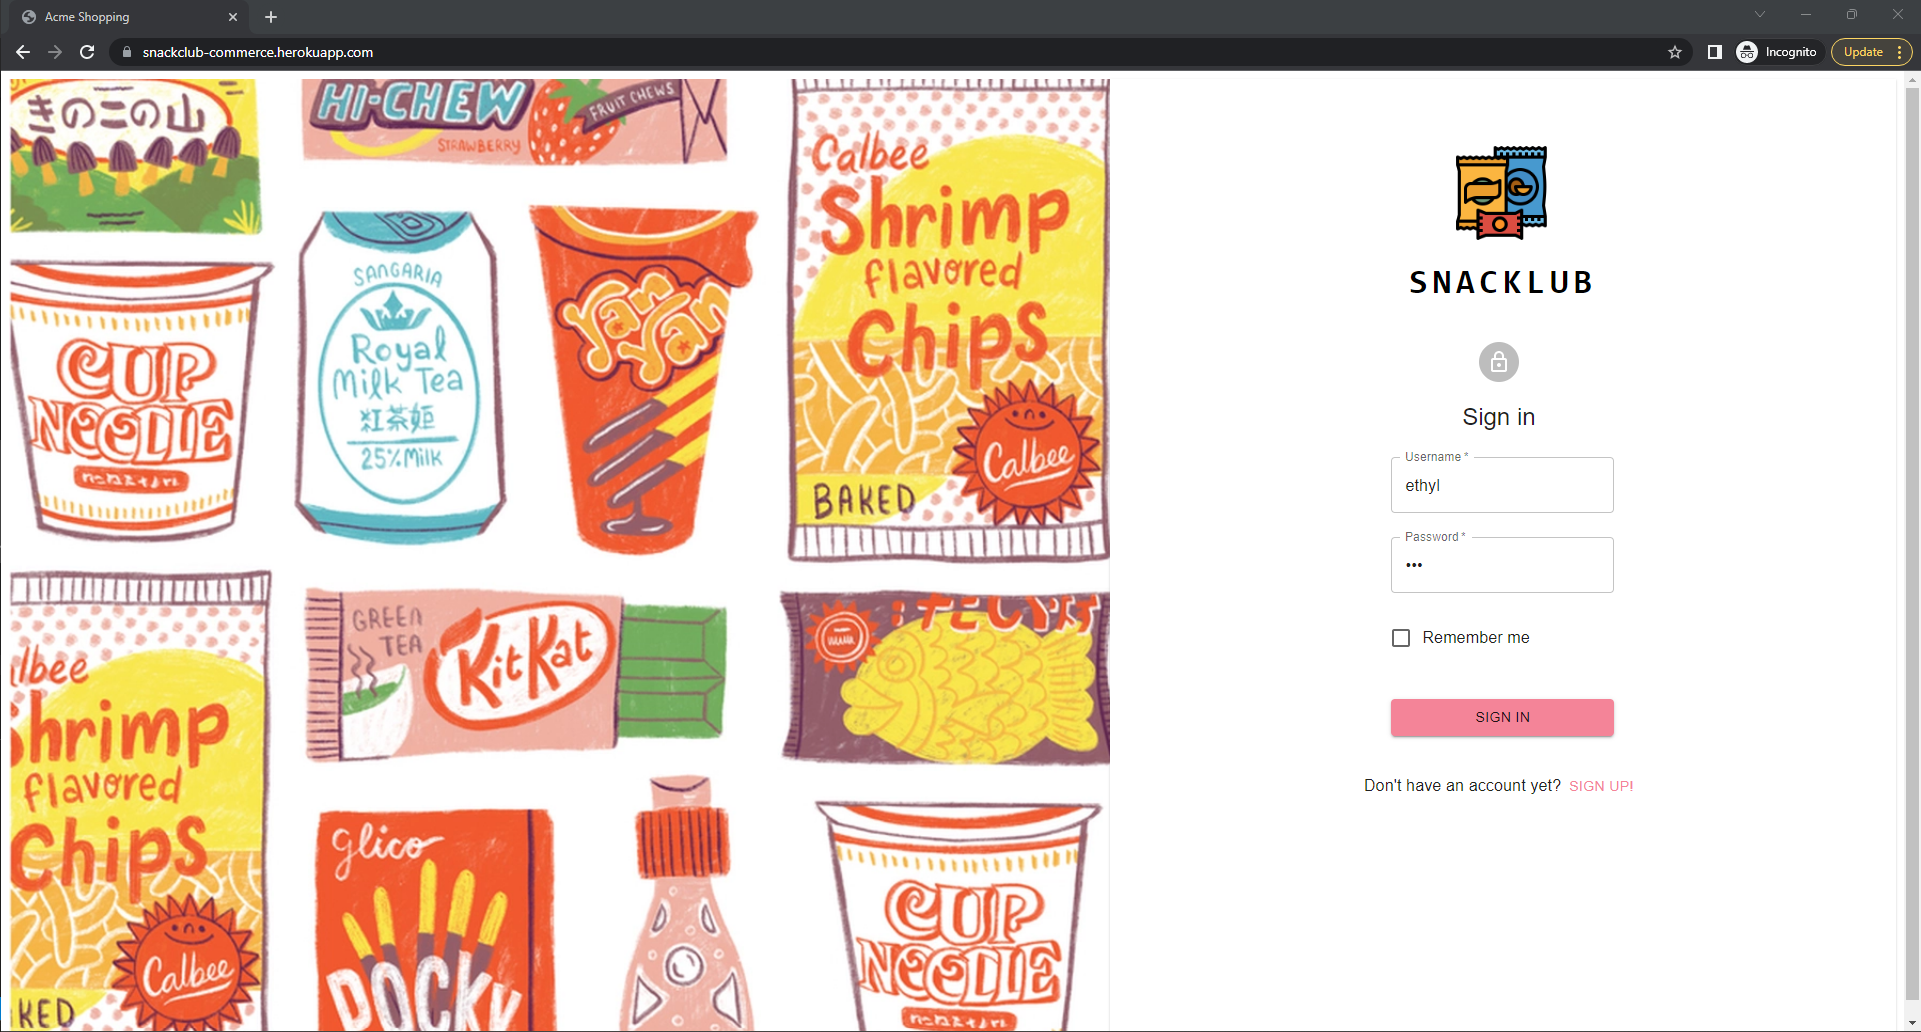 Acme Shopping
snackclub-commerce.herokuapp.com
Incognito
Update
きのこの山
HI-CHEW
FRUIT CHEWS
STRAWBERRY
Calbee
Shrimp
flavored
Chips
Calbee
BAKED
SANGARIA
Royal
Milk Tea
紅茶姫
25% Milk
Yan
Yan
CUP
NOODLE
GREEN
TEA
KitKat
lbee
Shrimp
flavored
Chips
Calbee
KED
glico
POCKY
CUP
NOODLE
SNACKLUB
Sign in
Username *
ethyl
Password *
•••
Remember me
SIGN IN
Don't have an account yet? SIGN UP!